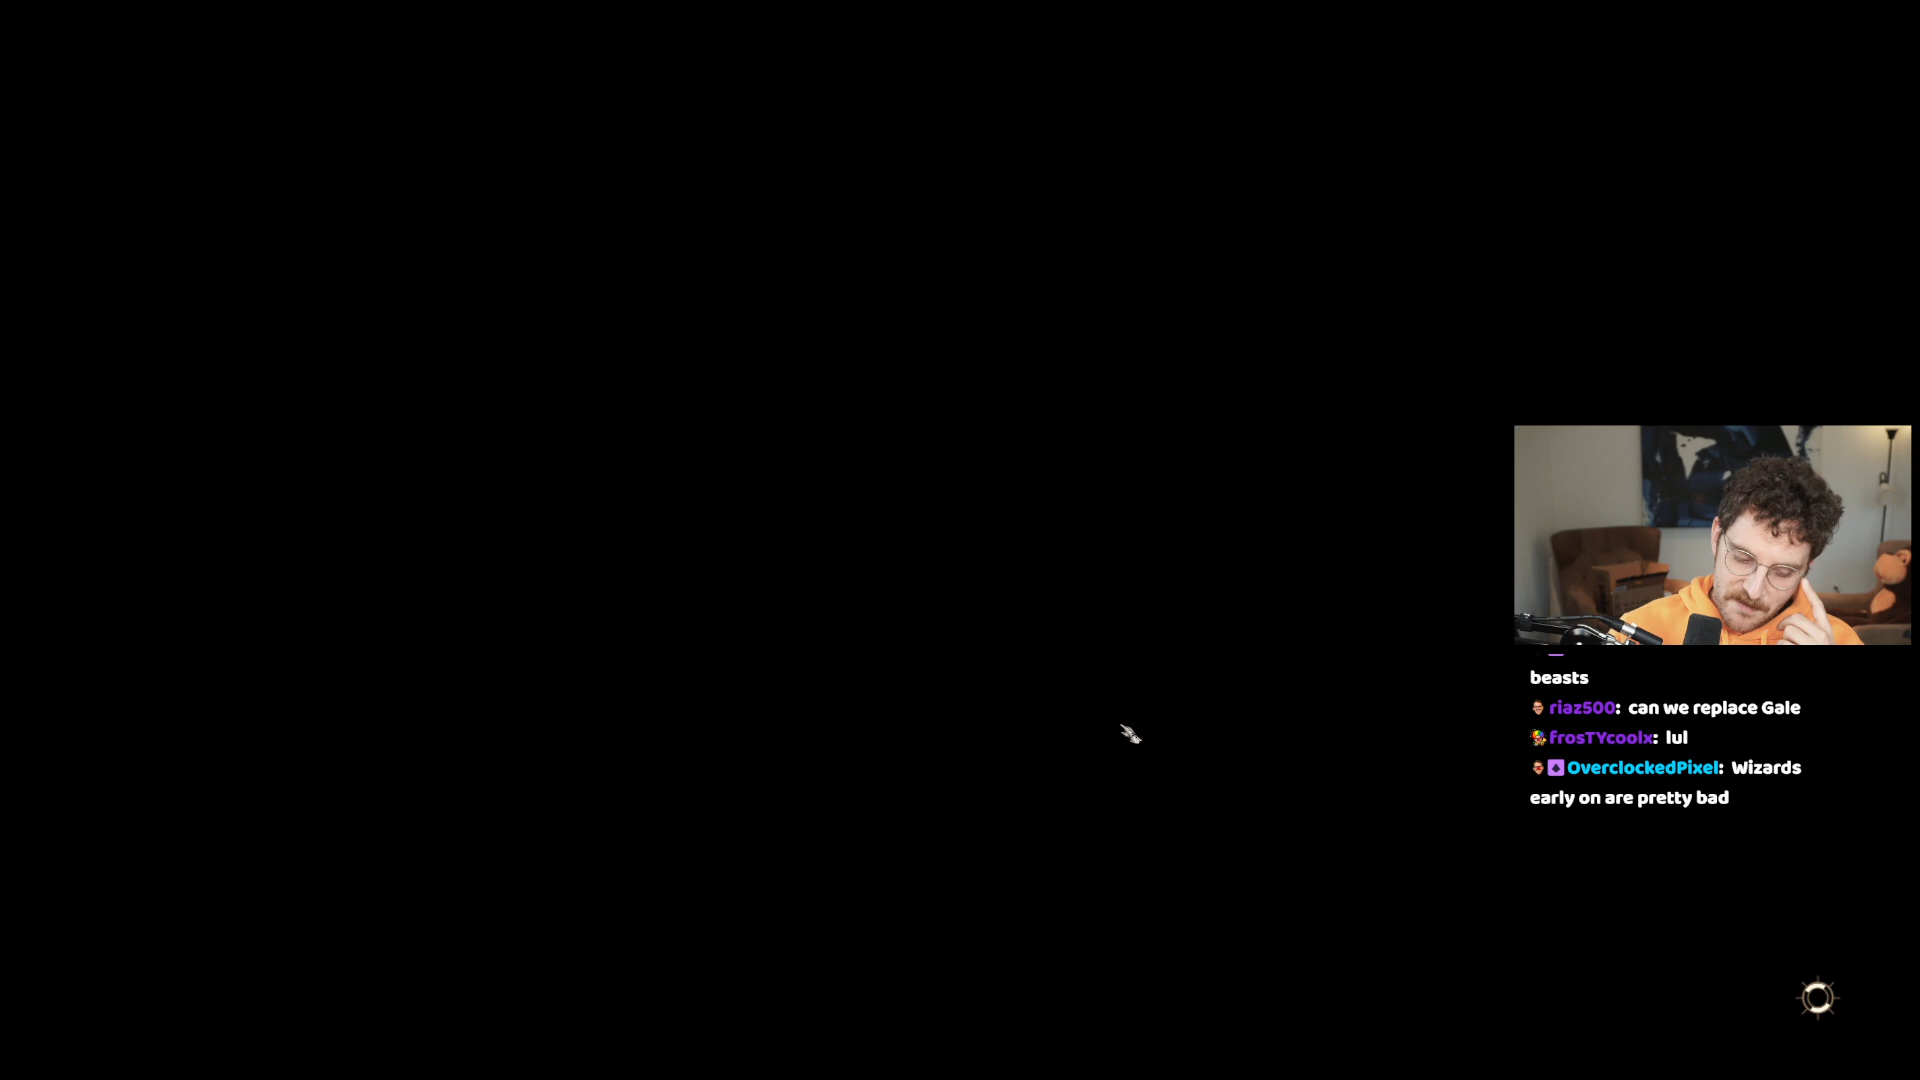 beasts
riaz500: can we replace Gale
frosTYcoolx: lul
OverclockedPixel: Wizards
early on are pretty bad